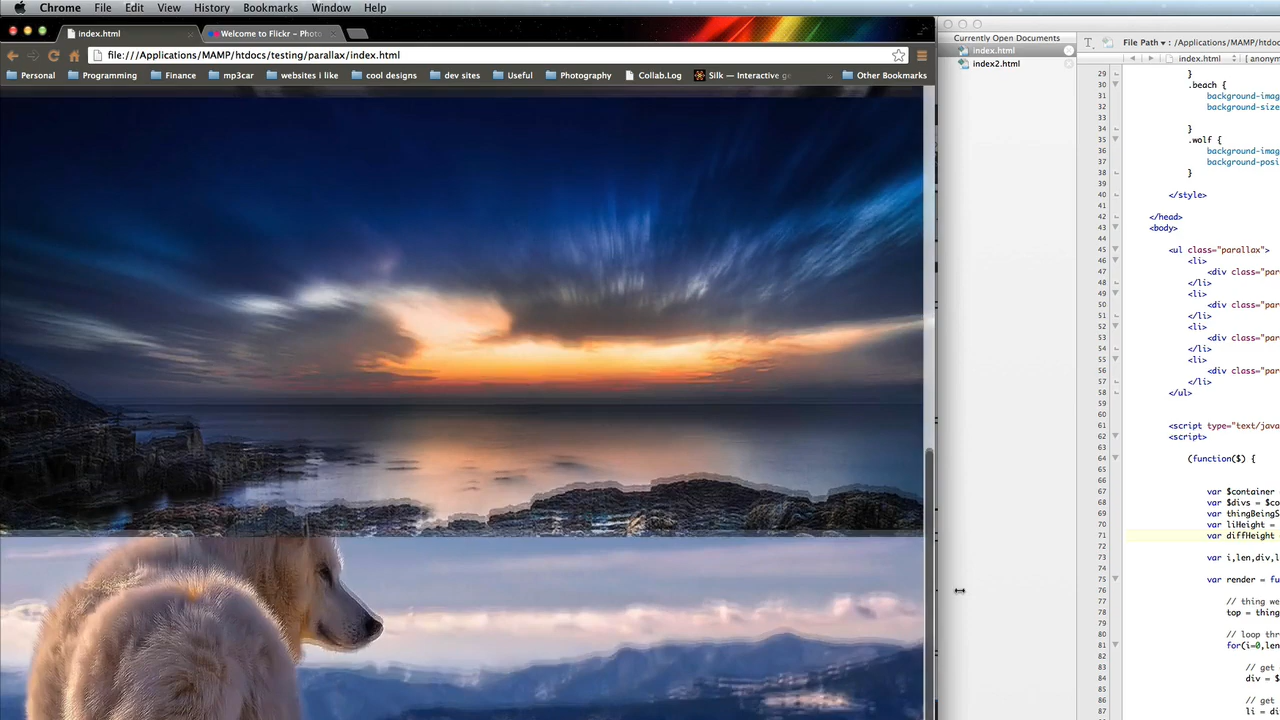 Chrome File Edit View History Bookmarks Window Help
index.html
Welcome to Flickr - Photo
file:///Applications/MAMP/htdocs/testing/parallax/index.html
Personal Programming Finance mp3car websites i like cool designs dev sites Useful Photography Collab.Log Silk — Interactive ge Other Bookmarks
Currently Open Documents
index.html
index2.html
File Path ▾ : /Applications/MAMP/htdocs/testing/parallax/index.html
index.html [ anonym
29 }
30 .beach {
31 background-imag
32 background-size
33
34 }
35 .wolf {
36 background-imag
37 background-posi
38 }
39
40 </style>
41
42 </head>
43 <body>
44
45 <ul class="parallax">
46 <li>
47 <div class="par
48 </li>
49 <li>
50 <div class="par
51 </li>
52 <li>
53 <div class="par
54 </li>
55 <li>
56 <div class="par
57 </li>
58 </ul>
59
60
61 <script type="text/java
62 <script>
63
64 (function($) {
65
66
67 var $container
68 var $divs = $co
69 var thingBeingS
70 var liHeight =
71 var diffHeight
72
73 var i,len,div,l
74
75 var render = fu
76
77 // thing we
78 top = thing
79
80 // loop thr
81 for(i=0,len
82
83 // get
84 div = $
85
86 // get
87 li = di